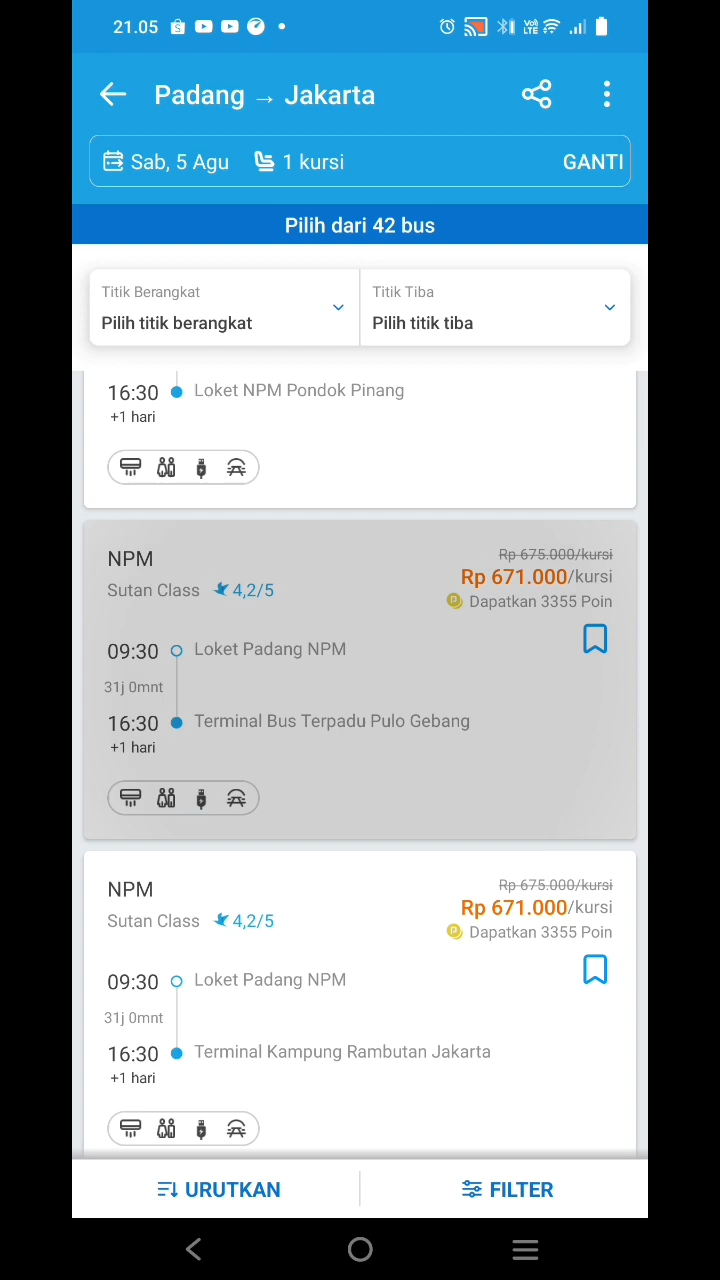 21.05
Padang → Jakarta
Sab, 5 Agu 1 kursi GANTI
Pilih dari 42 bus
Titik Berangkat
Pilih titik berangkat
Titik Tiba
Pilih titik tiba
16:30 Loket NPM Pondok Pinang
+1 hari
NPM Rp 675.000/kursi
Rp 671.000/kursi
Sutan Class 4,2/5
Dapatkan 3355 Poin
09:30 Loket Padang NPM
31j 0mnt
16:30 Terminal Bus Terpadu Pulo Gebang
+1 hari
NPM Rp 675.000/kursi
Rp 671.000/kursi
Sutan Class 4,2/5
Dapatkan 3355 Poin
09:30 Loket Padang NPM
31j 0mnt
16:30 Terminal Kampung Rambutan Jakarta
+1 hari
URUTKAN FILTER